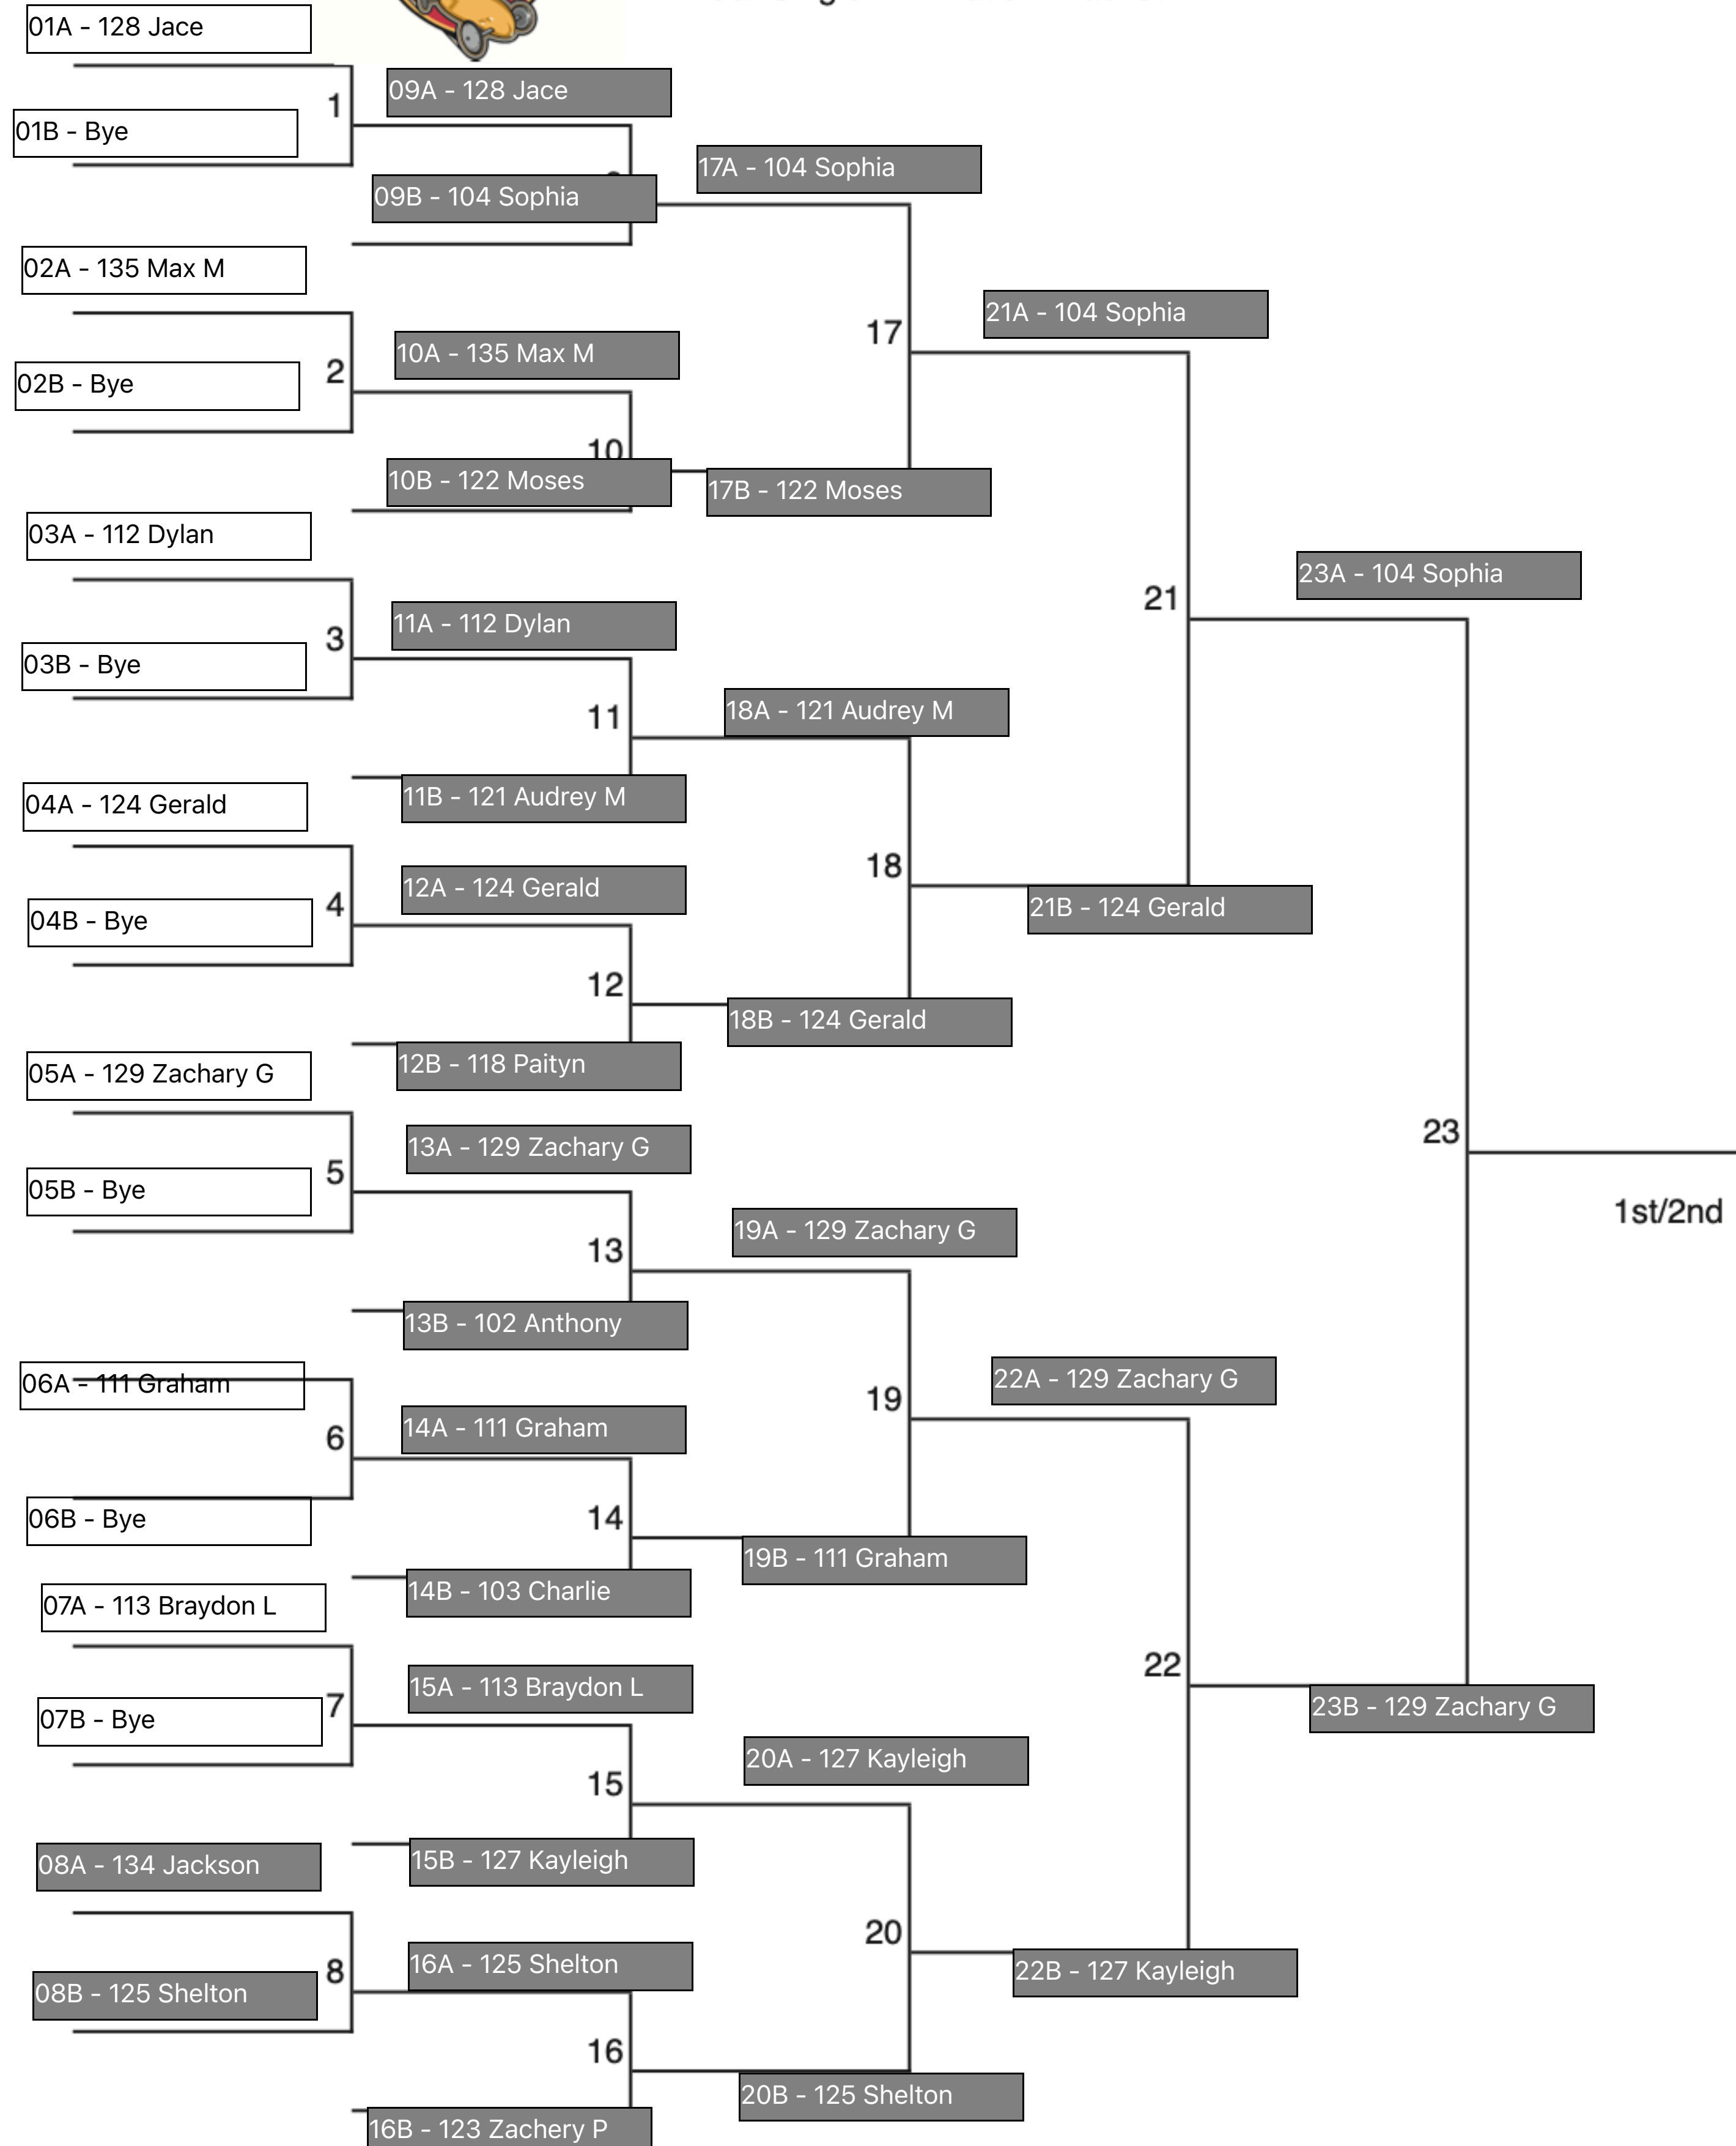 01A - 128 Jace
1
09A - 128 Jace
01B - Bye
17A - 104 Sophia
09B - 104 Sophia
02A - 135 Max M
21A - 104 Sophia
17
10A - 135 Max M
2
02B - Bye
10
10B - 122 Moses
17B - 122 Moses
03A - 112 Dylan
23A - 104 Sophia
21
11A - 112 Dylan
3
03B - Bye
18A - 121 Audrey M
11
11B - 121 Audrey M
04A - 124 Gerald
18
12A - 124 Gerald
4
21B - 124 Gerald
04B - Bye
12
18B - 124 Gerald
12B - 118 Paityn
05A - 129 Zachary G
23
13A - 129 Zachary G
5
05B - Bye
1st/2nd
19A - 129 Zachary G
13
13B - 102 Anthony
22A - 129 Zachary G
06A - 111 Graham
19
14A - 111 Graham
6
06B - Bye
14
19B - 111 Graham
14B - 103 Charlie
07A - 113 Braydon L
22
15A - 113 Braydon L
7
23B - 129 Zachary G
07B - Bye
20A - 127 Kayleigh
15
15B - 127 Kayleigh
08A - 134 Jackson
20
16A - 125 Shelton
8
22B - 127 Kayleigh
08B - 125 Shelton
16
20B - 125 Shelton
16B - 123 Zachery P